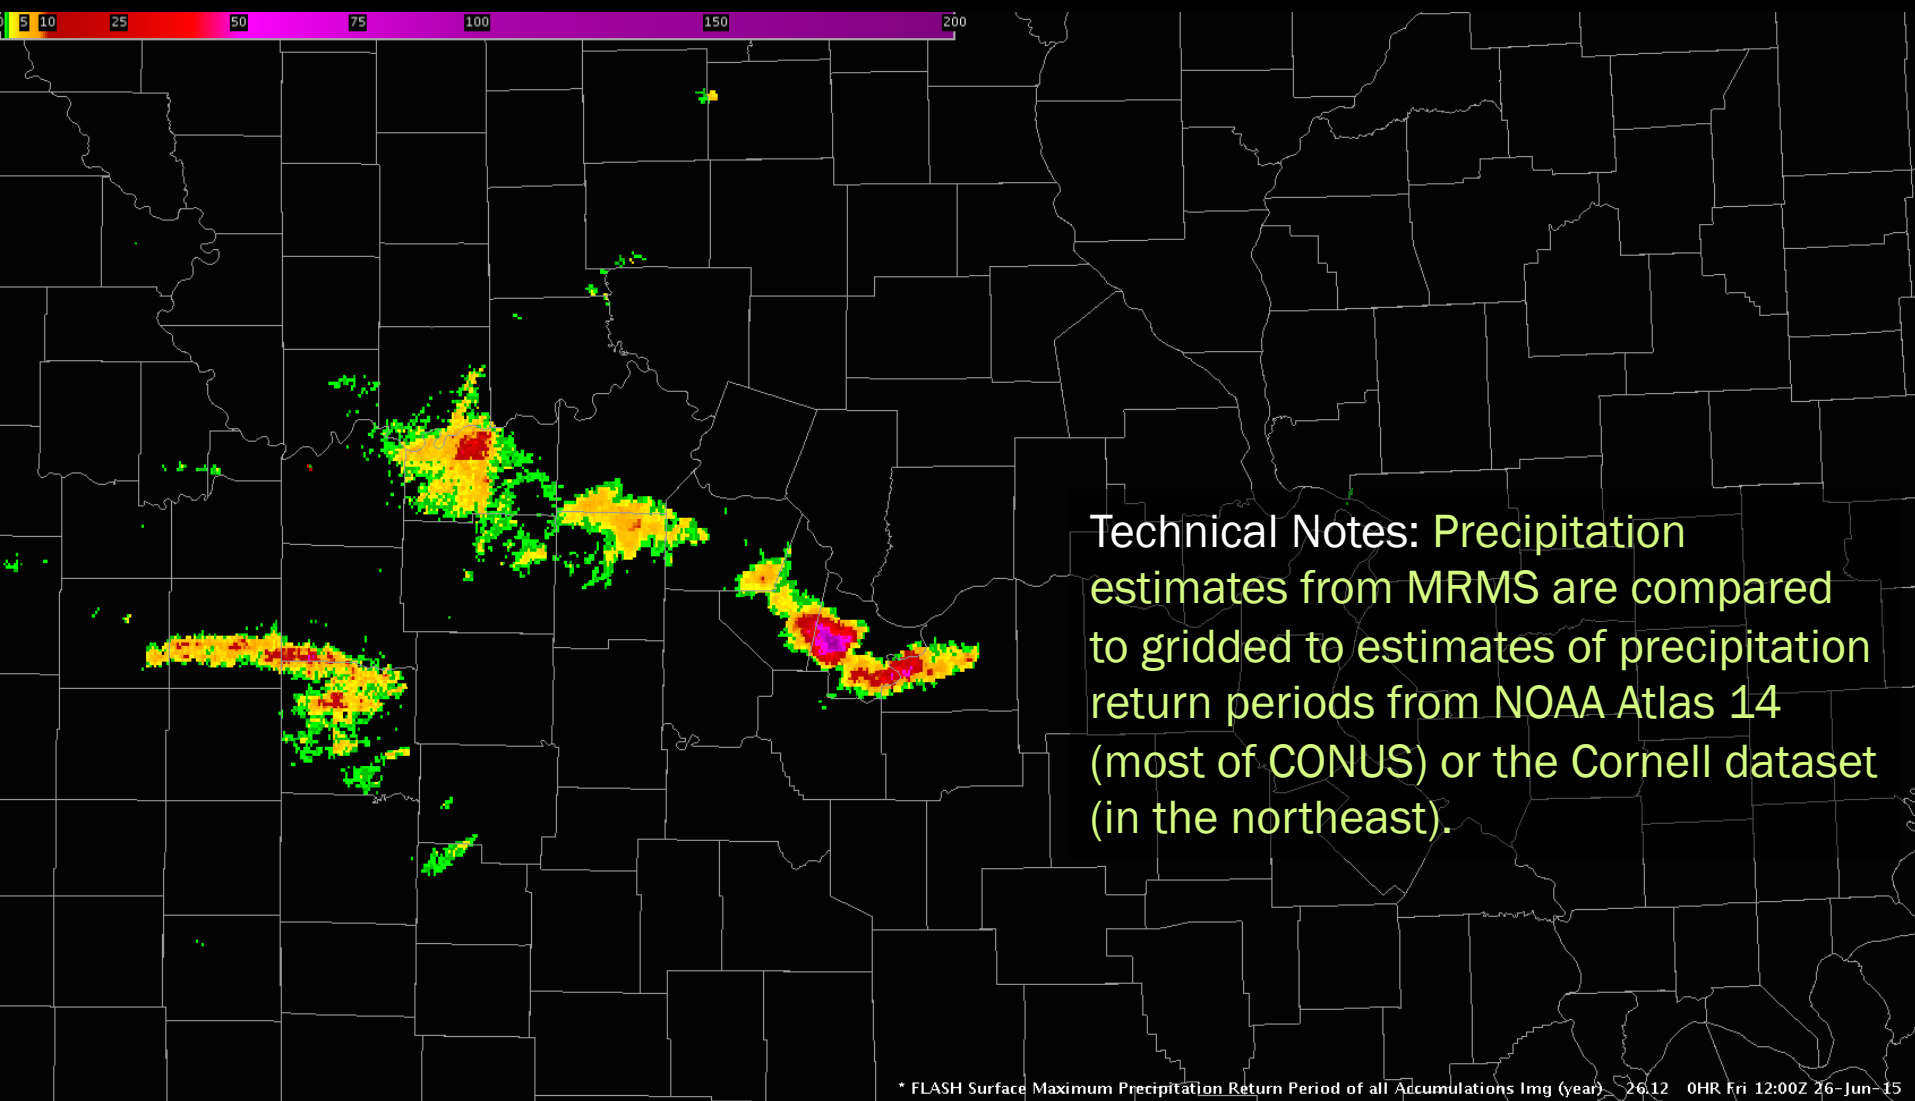 5 10 25 50 75 100 150 200
Technical Notes: Precipitation
estimates from MRMS are compared
to gridded to estimates of precipitation
return periods from NOAA Atlas 14
(most of CONUS) or the Cornell dataset
(in the northeast).
* FLASH Surface Maximum Precipitation Return Period of all Accumulations Img (year) 26.12 0HR Fri 12:00Z 26-Jun-15